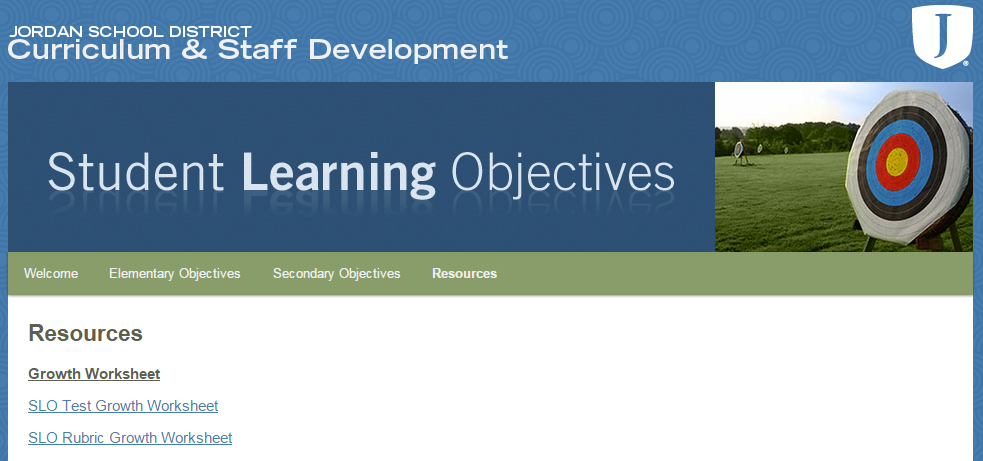 JORDAN SCHOOL DISTRICT
Curriculum & Staff Development
J
®
Student Learning Objectives
Welcome Elementary Objectives Secondary Objectives Resources
Resources
Growth Worksheet
SLO Test Growth Worksheet
SLO Rubric Growth Worksheet